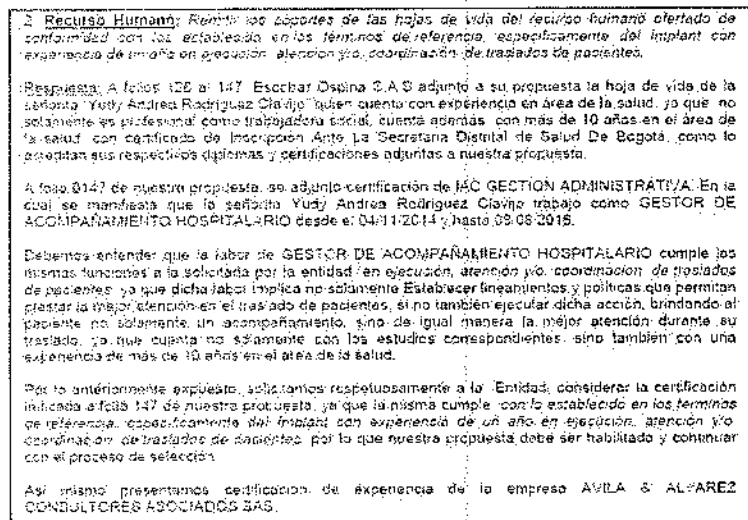 2. Recurso Humano: Remitir los soportes de las hojas de vida del recurso humano ofertado de
conformidad con los establecido en los términos de referencia, específicamente del Implant con
experiencia de un año en ejecución, atención y/o, coordinación de traslados de pacientes.
Respuesta: A folios 126 al 147, Escobar Ospina S.A.S adjunto a su propuesta la hoja de vida de la
señorita "Yudy Andrea Rodriguez Clavijo" quien cuenta con experiencia en área de la salud, ya que no
solamente es profesional como trabajadora social, cuenta además con más de 10 años en el área de
la salud, con certificado de Inscripción Ante La Secretaria Distrital de Salud De Bogotá, como lo
acreditan sus respectivos diplomas y certificaciones adjuntas a nuestra propuesta.
A folio 0147 de nuestra propuesta, se adjunto certificación de IAC GESTION ADMINISTRATIVA. En la
cual se manifiesta que la señorita Yudy Andrea Rodriguez Clavijo trabajo como GESTOR DE
ACOMPAÑAMIENTO HOSPITALARIO desde el 04/11/2014 y hasta
Debemos entender que la labor de GESTOR DE ACOMPAÑAMIENTO HOSPITALARIO cumple las
mismas funciones a la solicitada por la entidad en ejecución, atención y/o coordinación de traslados
de pacientes, ya que dicha labor implica no solamente Establecer lineamientos y políticas que permitan
prestar la mejor atención en el traslado de pacientes, si no también ejecutar dicha acción, brindando al
paciente no solamente un acompañamiento, sino de igual manera la mejor atención durante su
traslado, ya que cuenta no solamente con los estudios correspondientes sino también con una
experiencia de más de 10 años en el área de la salud.
Por lo anteriormente expuesto, solicitamos respetuosamente a la Entidad, considerar la certificación
indicada a folio 147 de nuestra propuesta, ya que la misma cumple con lo establecido en los términos
de referencia, específicamente del Implant con experiencia de un año en ejecución, atención y/o
coordinación de traslados de pacientes, por lo que nuestra propuesta debe ser habilitado y continuar
con el proceso de selección
Así mismo presentamos certificación de experiencia de la empresa AVILA & ALVAREZ
CONSULTORES ASOCIADOS SAS.